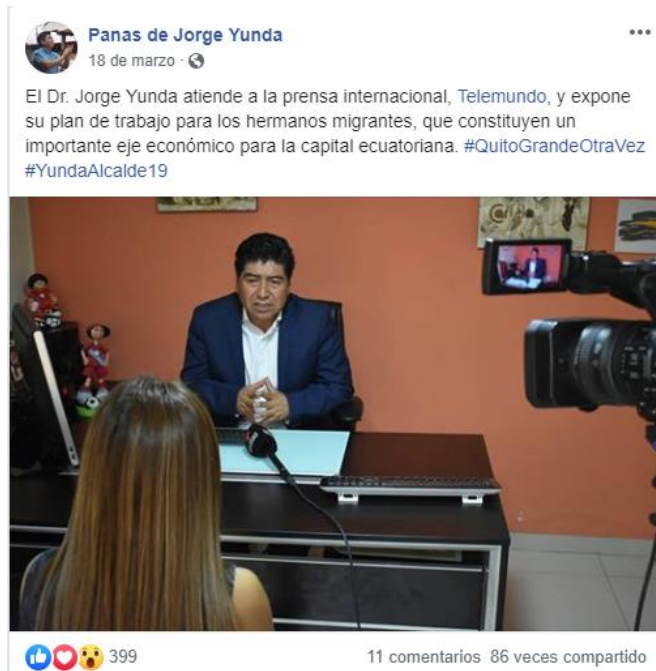 Panas de Jorge Yunda
18 de marzo ·
El Dr. Jorge Yunda atiende a la prensa internacional, Telemundo, y expone
su plan de trabajo para los hermanos migrantes, que constituyen un
importante eje económico para la capital ecuatoriana. #QuitoGrandeOtraVez
#YundaAlcalde19
399
11 comentarios 86 veces compartido